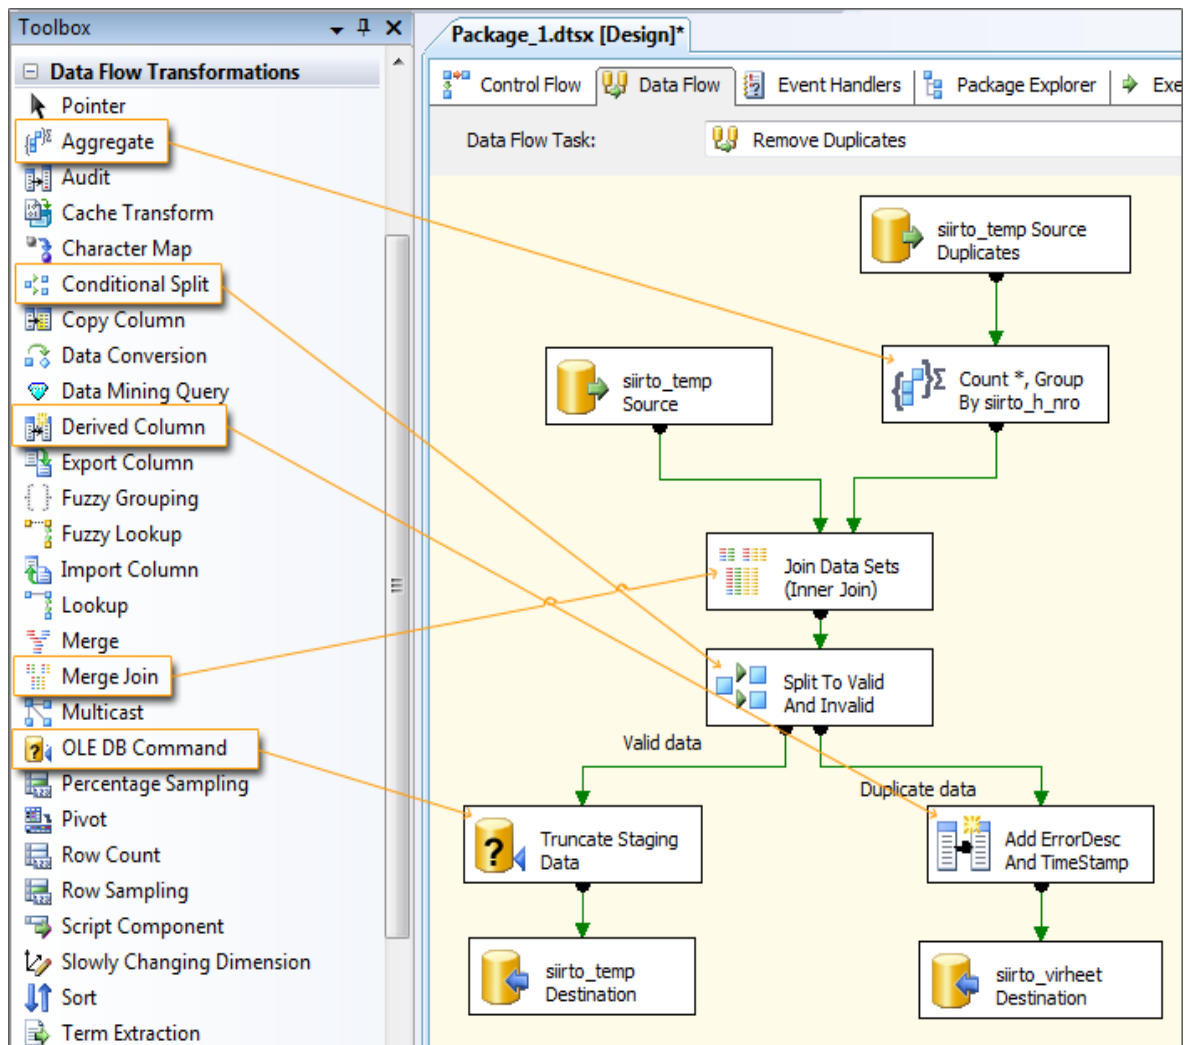 Toolbox
Data Flow Transformations
Pointer
Aggregate
Audit
Cache Transform
Character Map
Conditional Split
Copy Column
Data Conversion
Data Mining Query
Derived Column
Export Column
Fuzzy Grouping
Fuzzy Lookup
Import Column
Lookup
Merge
Merge Join
Multicast
OLE DB Command
Percentage Sampling
Pivot
Row Count
Row Sampling
Script Component
Slowly Changing Dimension
Sort
Term Extraction
Package_1.dtsx [Design]*
Control Flow
Data Flow
Event Handlers
Package Explorer
Exe
Data Flow Task:
Remove Duplicates
siirto_temp Source
Duplicates
siirto_temp
Source
Count *, Group
By siirto_h_nro
Join Data Sets
(Inner Join)
Split To Valid
And Invalid
Valid data
Duplicate data
Truncate Staging
Data
Add ErrorDesc
And TimeStamp
siirto_temp
Destination
siirto_virheet
Destination